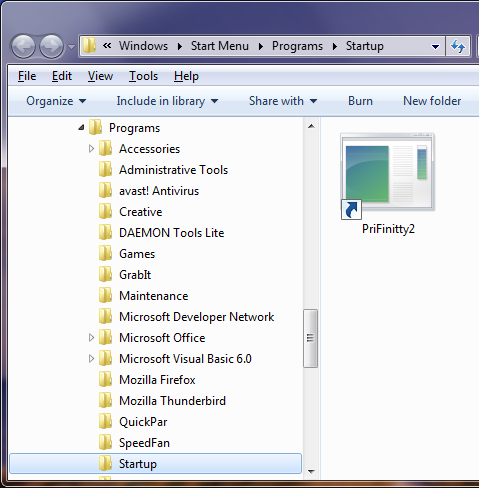 « Windows Start Menu Programs Startup
File Edit View Tools Help
Organize Include in library Share with Burn New folder
Programs
Accessories
Administrative Tools
avast! Antivirus
Creative
DAEMON Tools Lite
Games
GrabIt
Maintenance
Microsoft Developer Network
Microsoft Office
Microsoft Visual Basic 6.0
Mozilla Firefox
Mozilla Thunderbird
QuickPar
SpeedFan
Startup
PriFinitty2